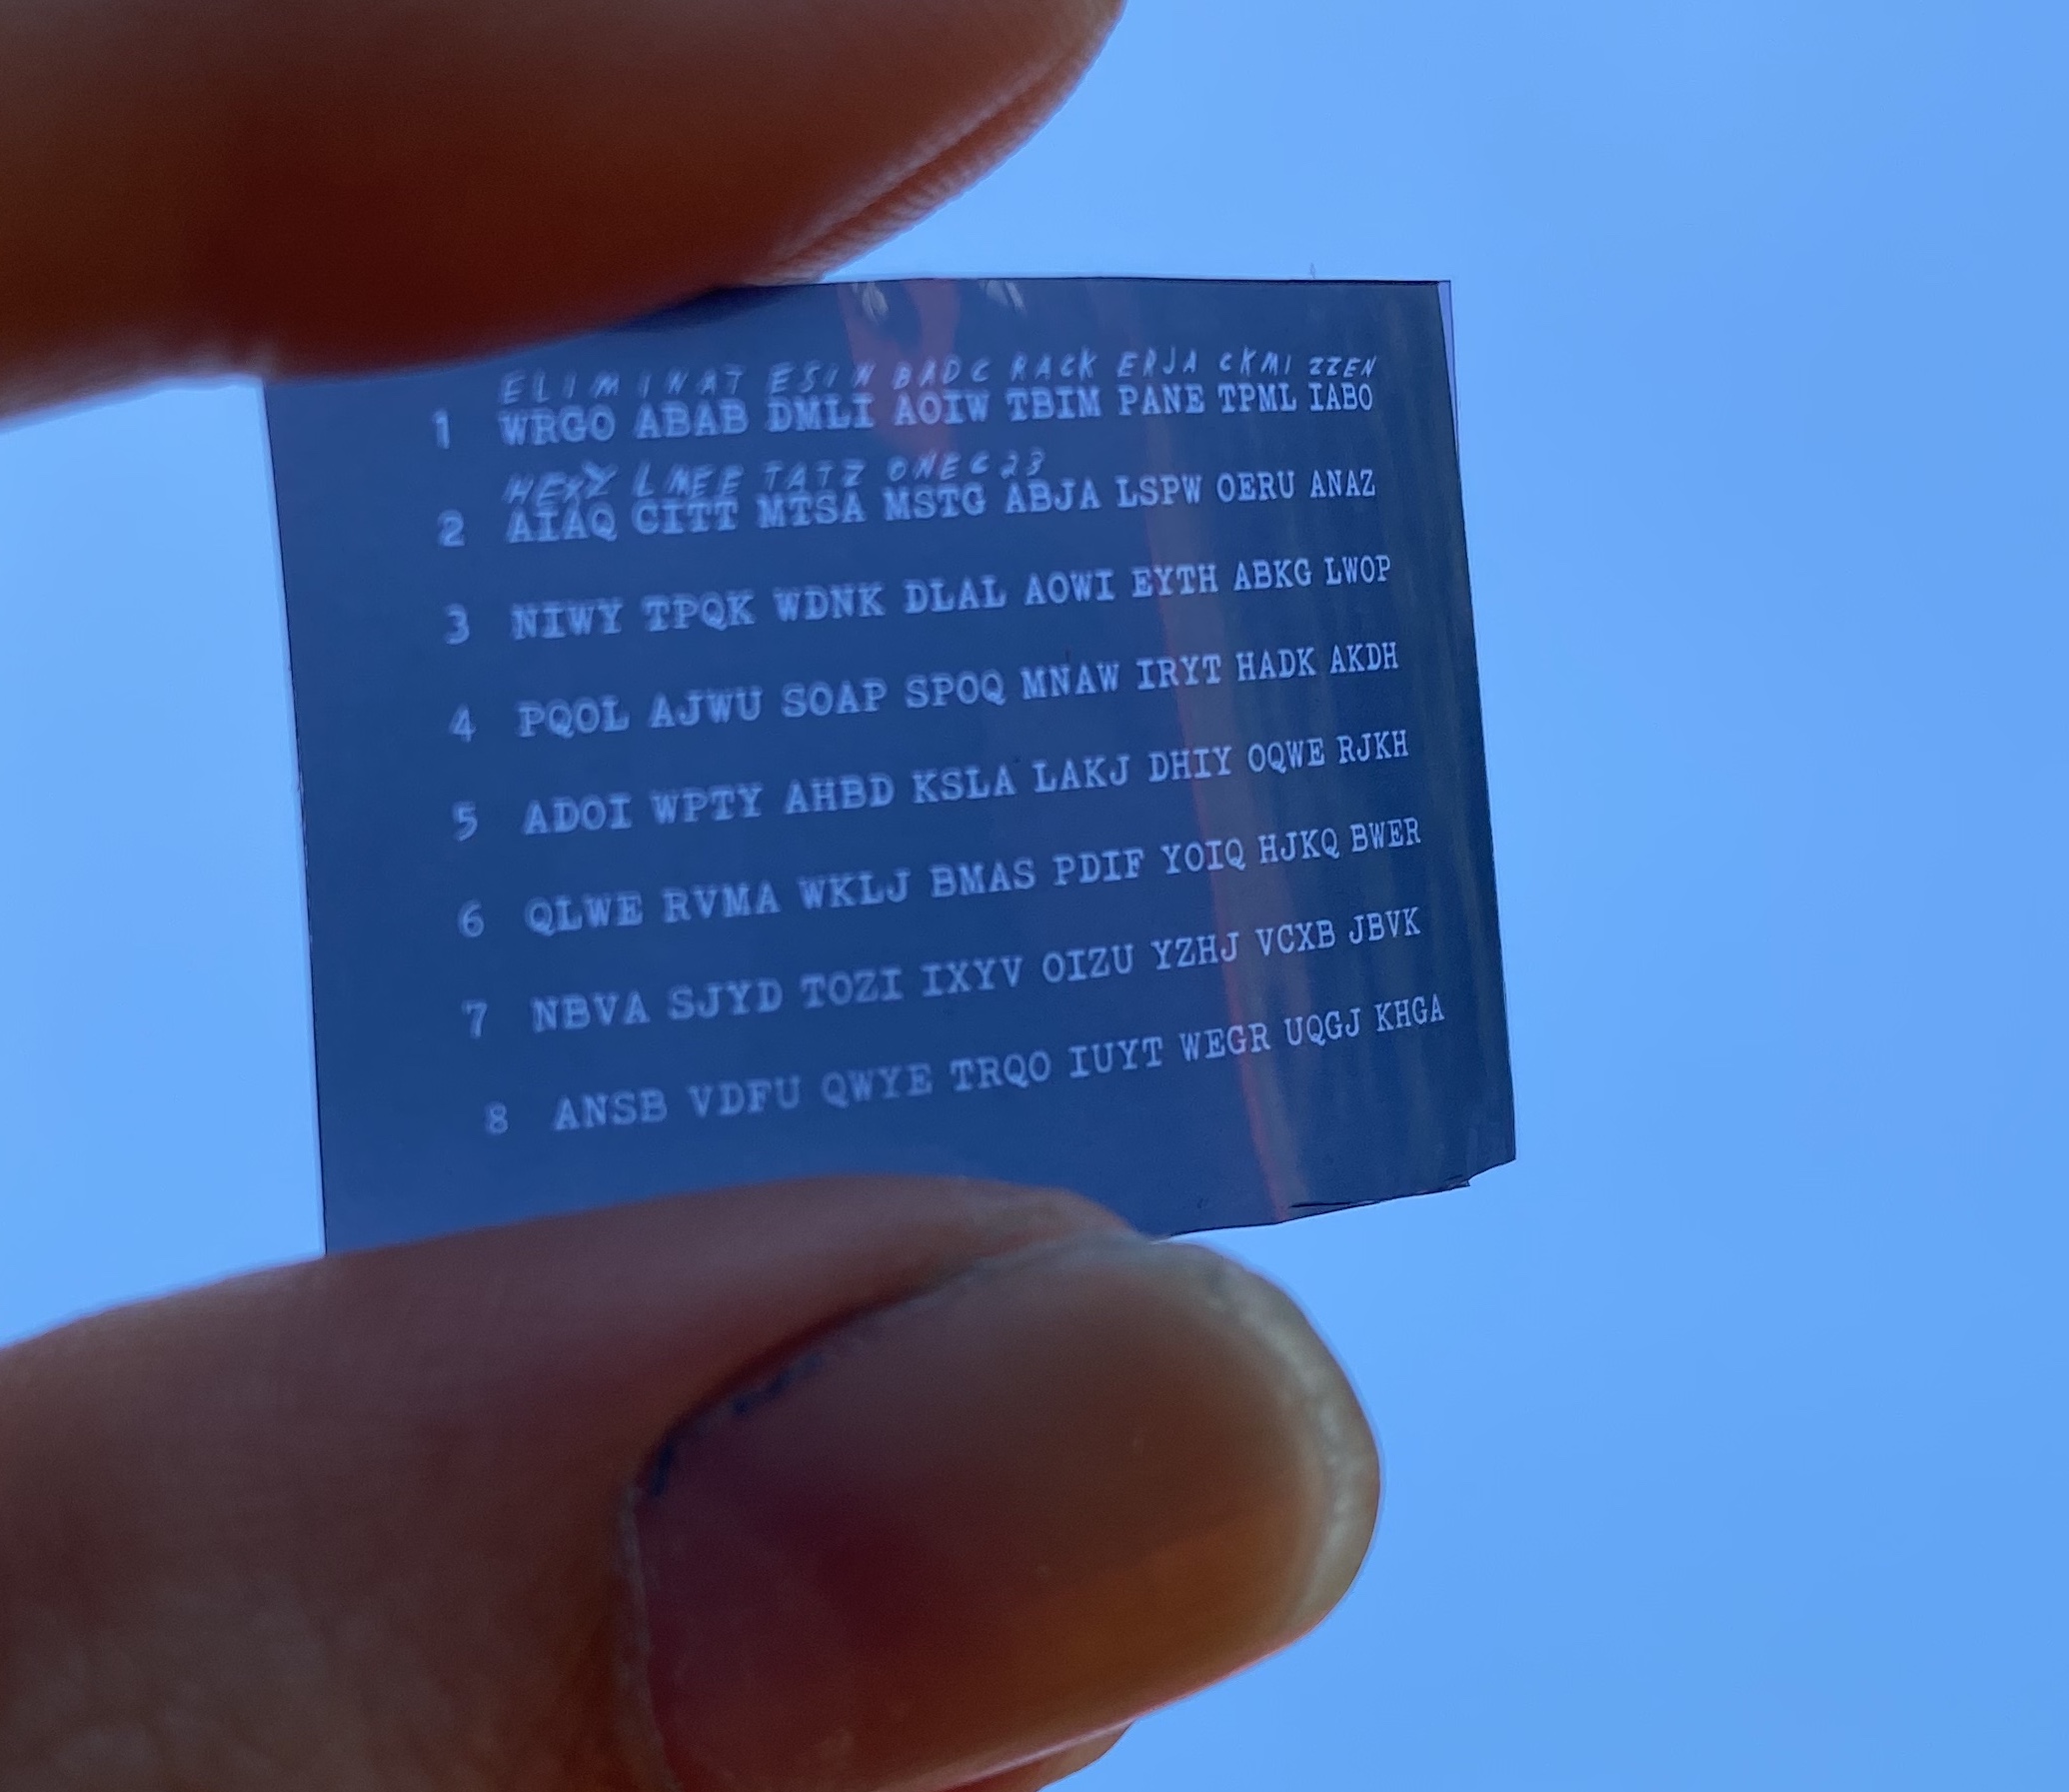 ELIMINAT ESIN BADC RACK ERJA CKMI ZZEN
1 WRGO ABAB DMLI AOIW TBIM PANE TPML IABO
LMEE TATZ ONEC 23
2 AIAQ CITT MTSA MSTG ABJA LSPW OERU ANAZ
3 NIWY TPQK WDNK DLAL AOWI EYTH ABKG LWOP
4 PQOL AJWU SOAP SPOQ MNAW IRYT HADK AKDH
5 ADOI WPTY AHBD KSLA LAKJ DHIY OQWE RJKH
6 QLWE RVMA WKLJ BMAS PDIF YOIQ HJKQ BWER
7 NBVA SJYD TOZI IXYV OIZU YZHJ VCXB JBVK
8 ANSB VDFU QWYE TRQO IUYT WEGR UQGJ KHGA